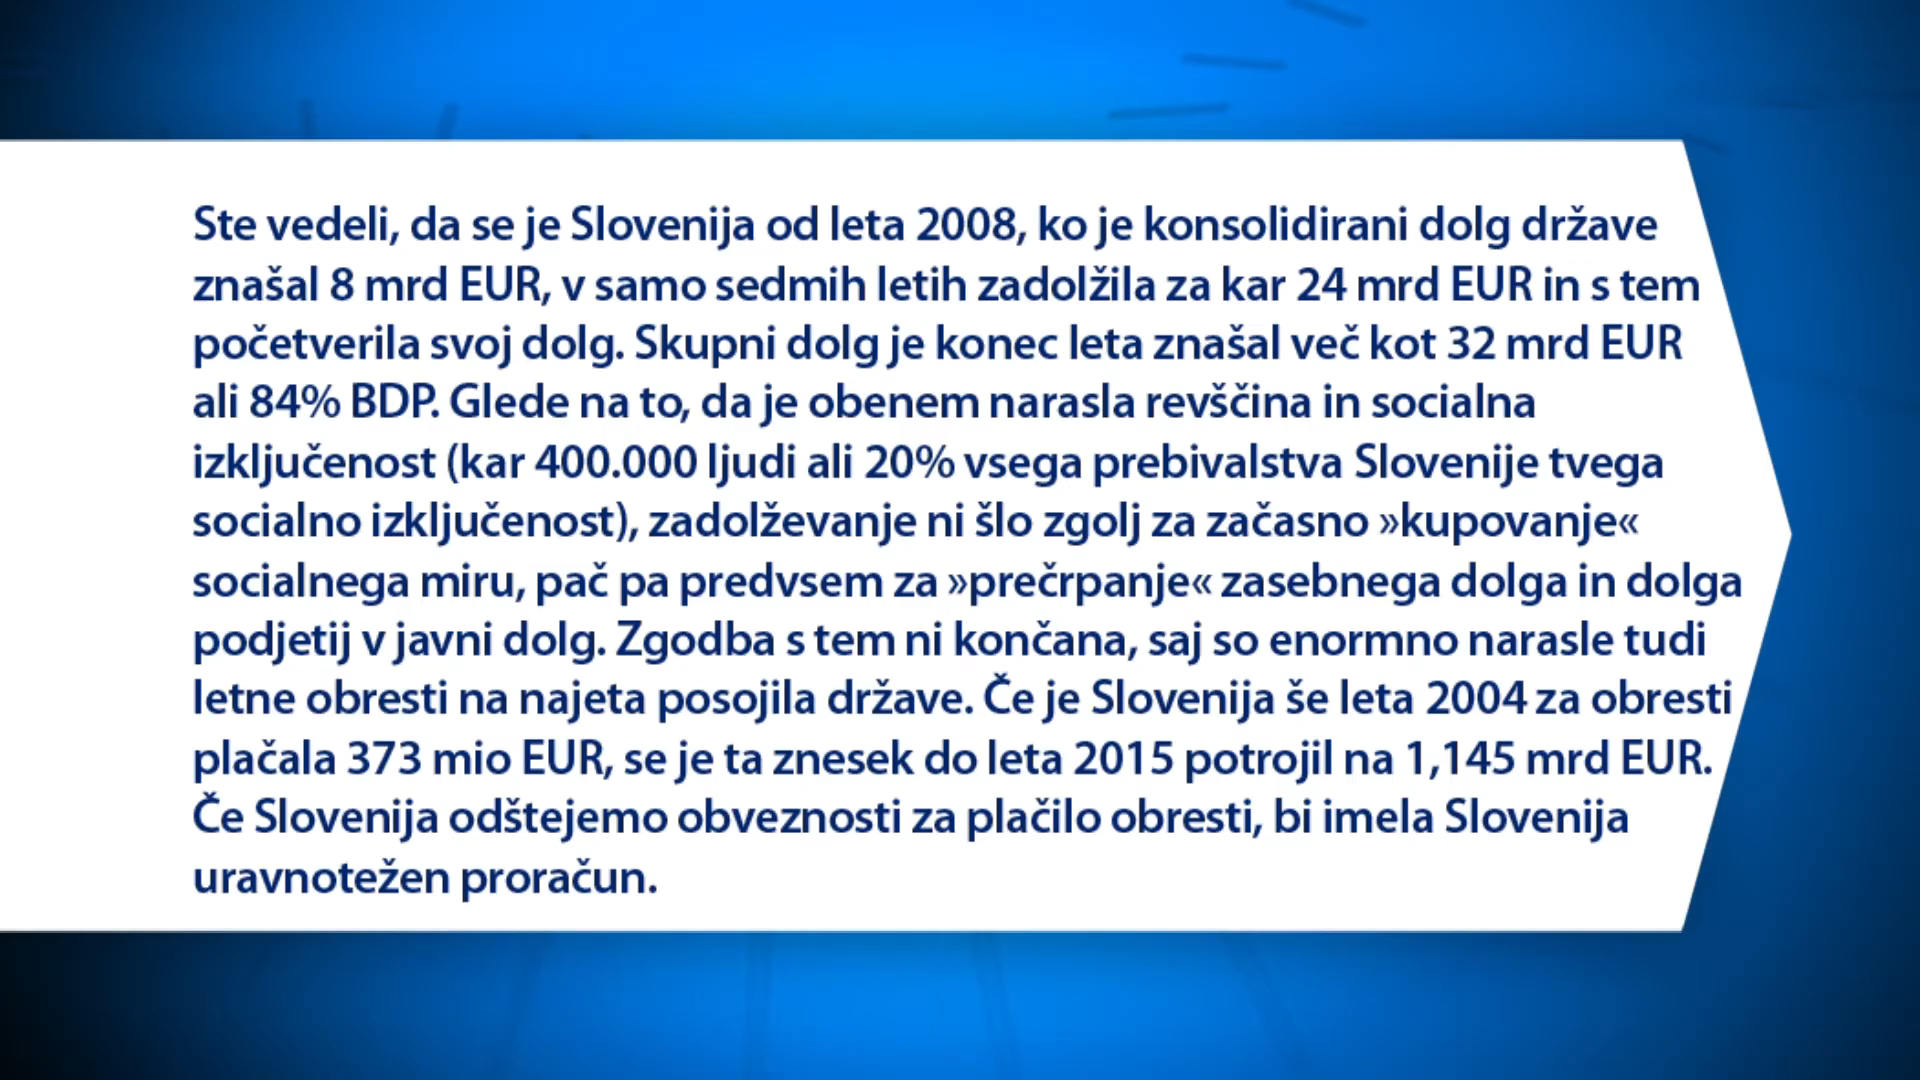 Ste vedeli, da se je Slovenija od leta 2008, ko je konsolidirani dolg države
znašal 8 mrd EUR, v samo sedmih letih zadolžila za kar 24 mrd EUR in s tem
početverila svoj dolg. Skupni dolg je konec leta znašal več kot 32 mrd EUR
ali 84% BDP. Glede na to, da je obenem narasla revščina in socialna
izključenost (kar 400.000 ljudi ali 20% vsega prebivalstva Slovenije tvega
socialno izključenost), zadolževanje ni šlo zgolj za začasno »kupovanje«
socialnega miru, pač pa predvsem za »prečrpanje« zasebnega dolga in dolga
podjetij v javni dolg. Zgodba s tem ni končana, saj so enormno narasle tudi
letne obresti na najeta posojila države. Če je Slovenija še leta 2004 za obresti
plačala 373 mio EUR, se je ta znesek do leta 2015 potrojil na 1,145 mrd EUR.
Če Slovenija odštejemo obveznosti za plačilo obresti, bi imela Slovenija
uravnotežen proračun.